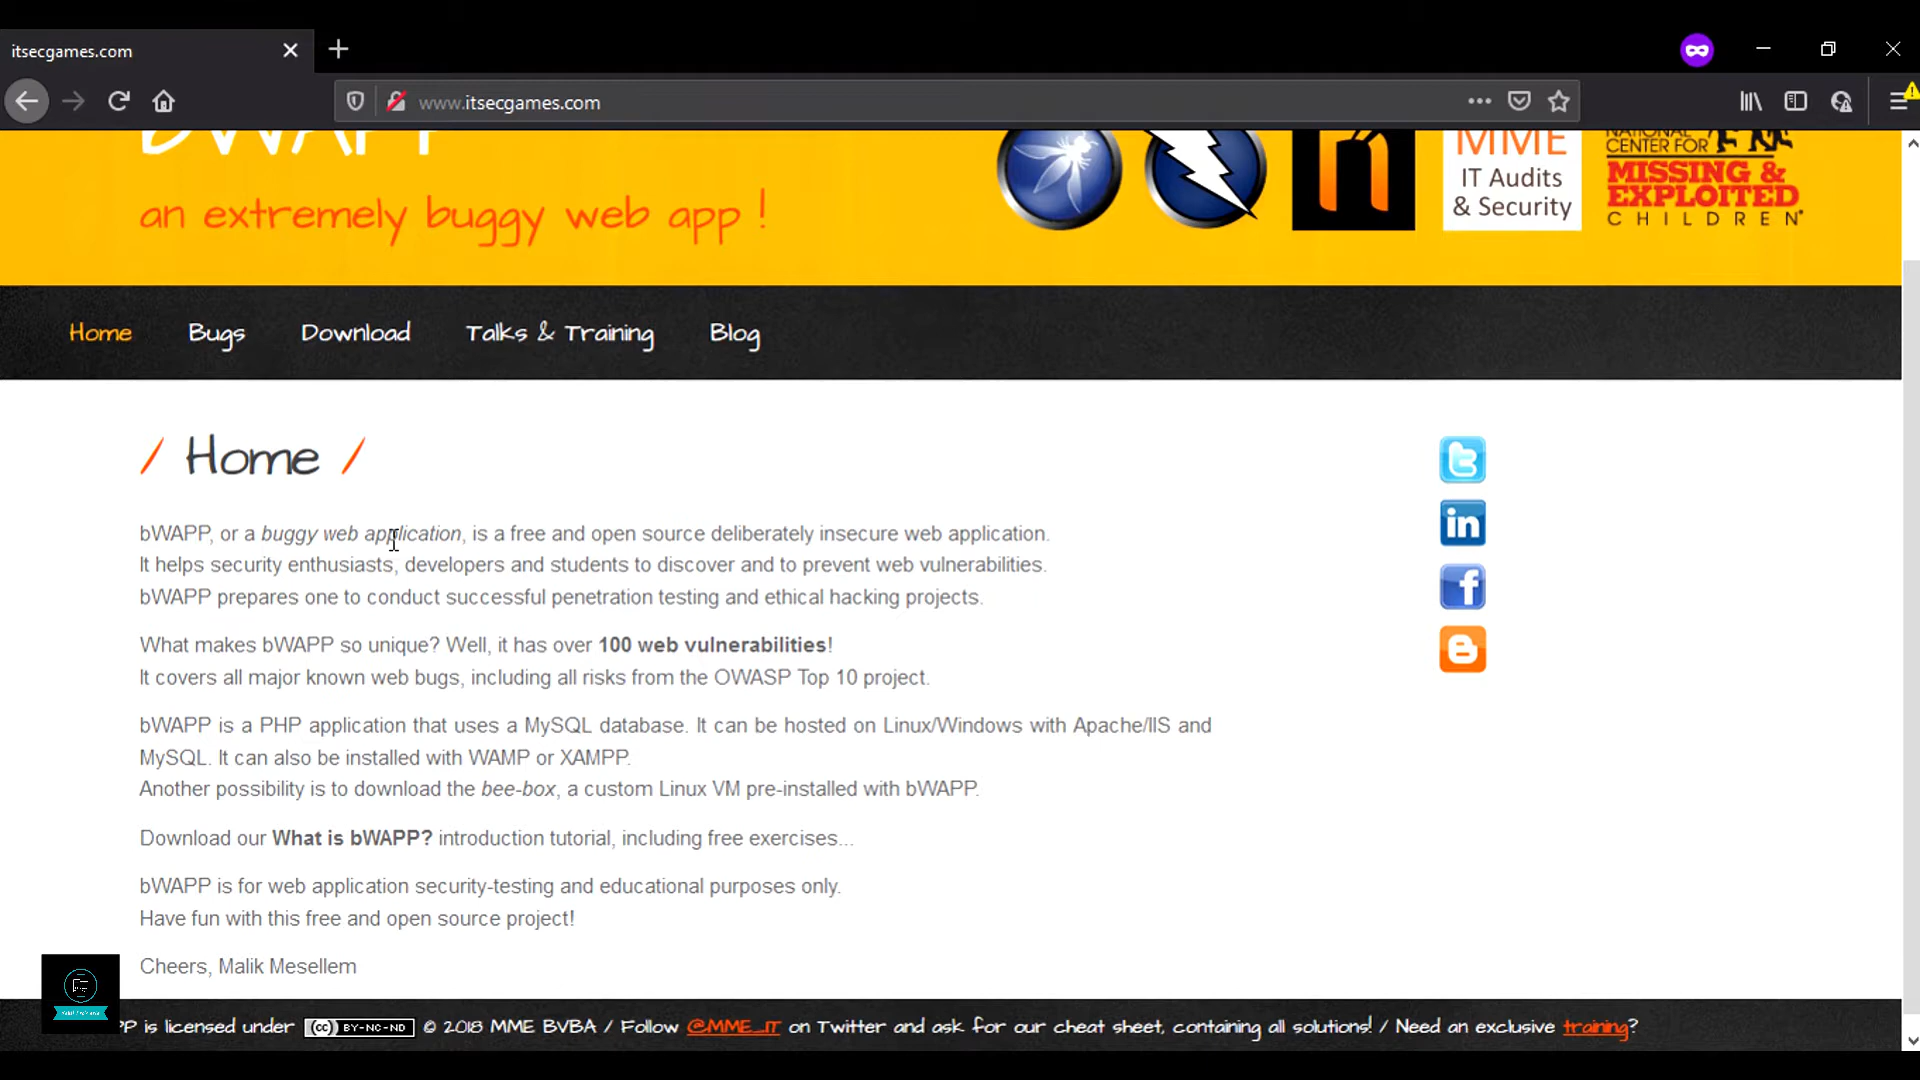 itsecgames.com
www.itsecgames.com
bWAPP
an extremely buggy web app !
MME
IT Audits
& Security
NATIONAL
CENTER FOR
MISSING &
EXPLOITED
CHILDREN®
Home Bugs Download Talks & Training Blog
/ Home /
bWAPP, or a buggy web application, is a free and open source deliberately insecure web application.
It helps security enthusiasts, developers and students to discover and to prevent web vulnerabilities.
bWAPP prepares one to conduct successful penetration testing and ethical hacking projects.
What makes bWAPP so unique? Well, it has over 100 web vulnerabilities!
It covers all major known web bugs, including all risks from the OWASP Top 10 project.
bWAPP is a PHP application that uses a MySQL database. It can be hosted on Linux/Windows with Apache/IIS and
MySQL. It can also be installed with WAMP or XAMPP.
Another possibility is to download the bee-box, a custom Linux VM pre-installed with bWAPP.
Download our What is bWAPP? introduction tutorial, including free exercises...
bWAPP is for web application security-testing and educational purposes only.
Have fun with this free and open source project!
Cheers, Malik Mesellem
PP is licensed under (cc) BY-NC-ND © 2018 MME BVBA / Follow @MME_IT on Twitter and ask for our cheat sheet, containing all solutions! / Need an exclusive training?